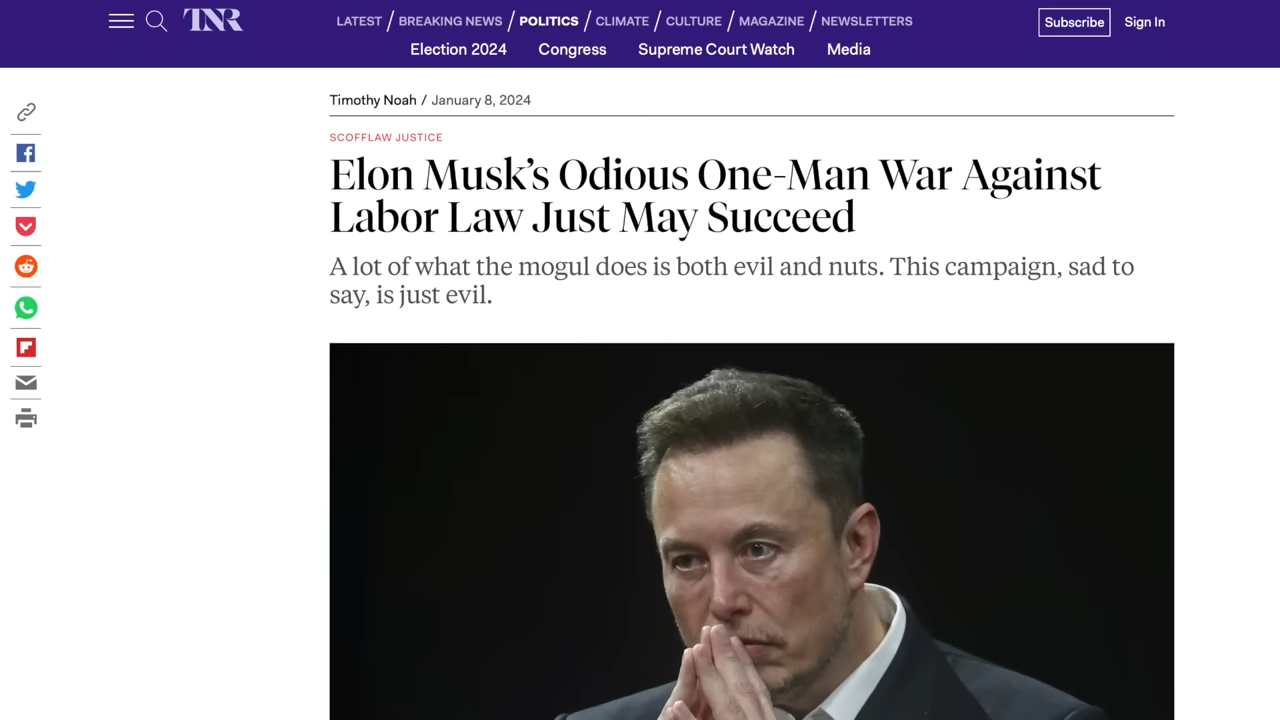 TNR
LATEST / BREAKING NEWS / POLITICS / CLIMATE / CULTURE / MAGAZINE / NEWSLETTERS
Subscribe
Sign In
Election 2024 Congress Supreme Court Watch Media
Timothy Noah / January 8, 2024
SCOFFLAW JUSTICE
Elon Musk’s Odious One-Man War Against
Labor Law Just May Succeed
A lot of what the mogul does is both evil and nuts. This campaign, sad to
say, is just evil.